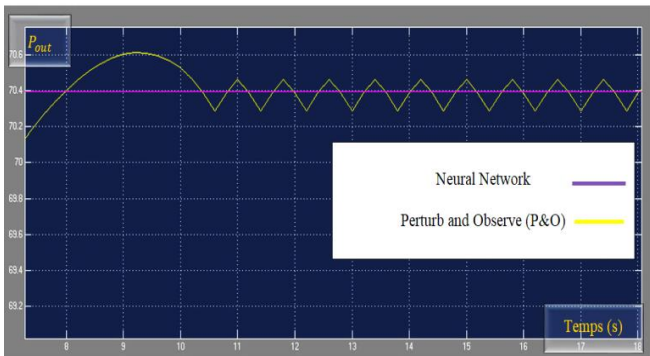 P_out
70.6
70.4
70.2
70
69.8
69.6
69.4
69.2
Neural Network
Perturb and Observe (P&O)
Temps (s)
8 9 10 11 12 13 14 15 16 17 18